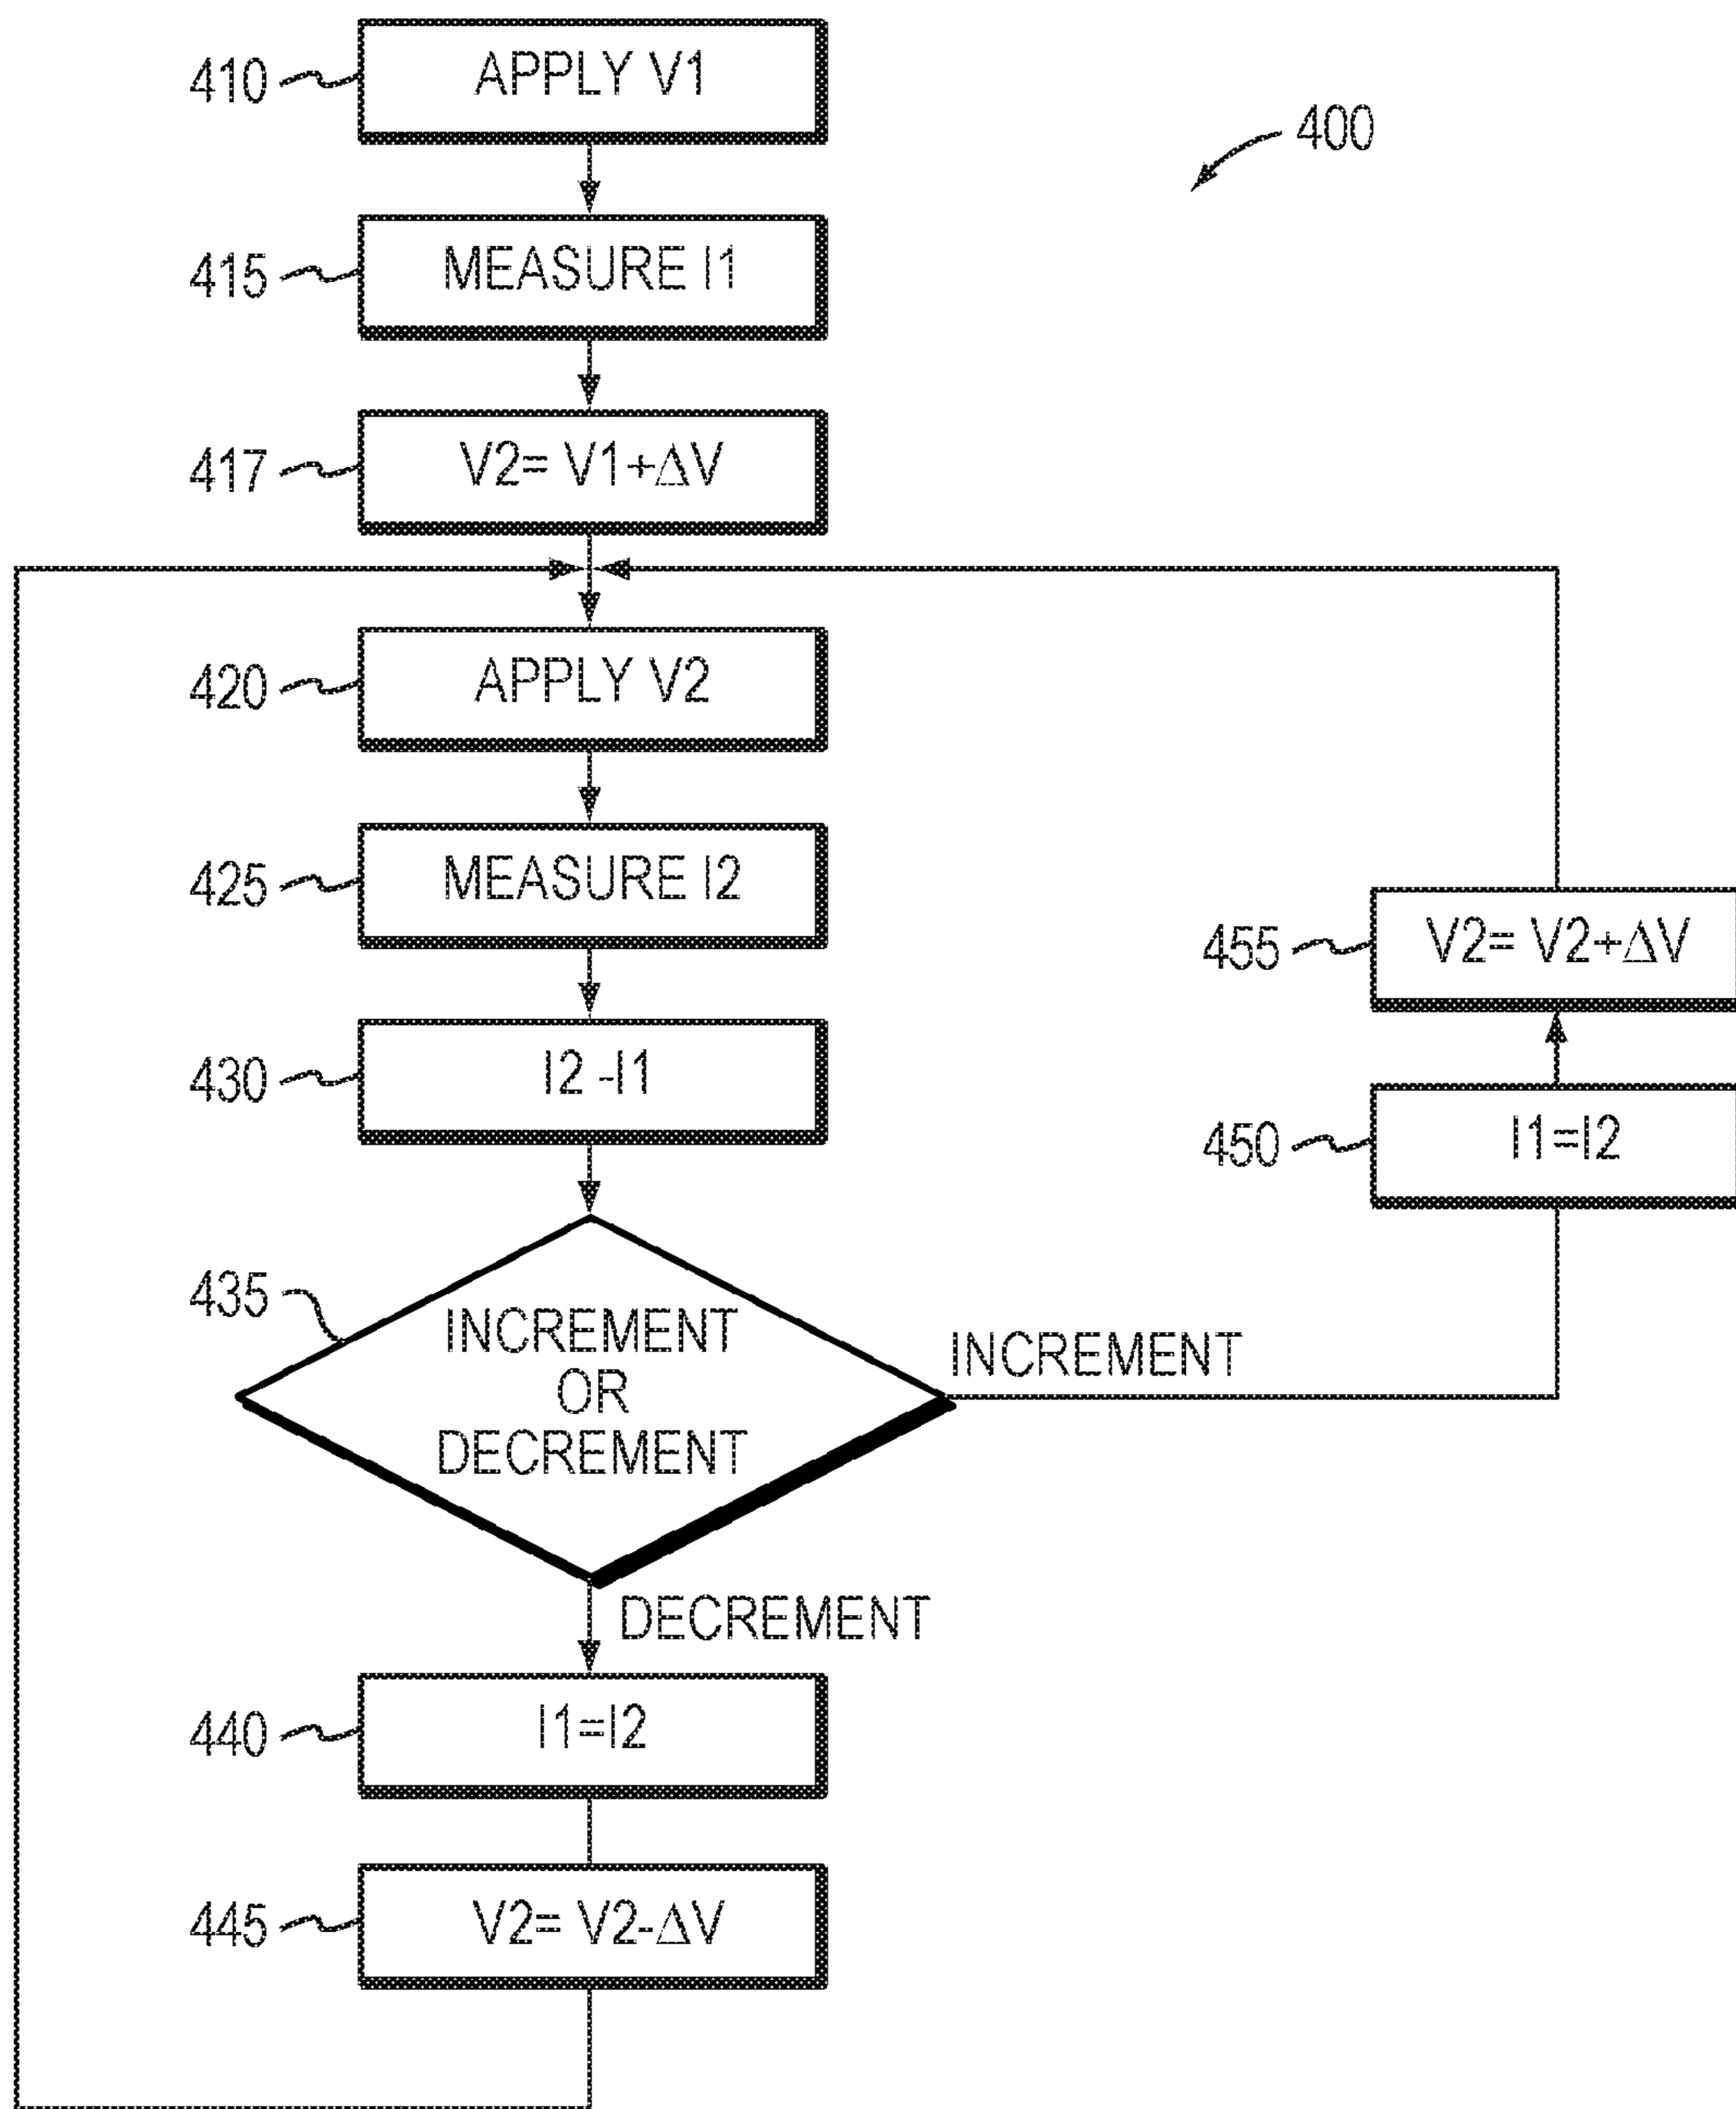 410
APPLY V1
400
415
MEASURE I1
417
V2= V1+ΔV
420
APPLY V2
425
MEASURE I2
455
V2= V2+ΔV
430
I2 -I1
450
I1=I2
435
INCREMENT
OR
DECREMENT
INCREMENT
DECREMENT
440
I1=I2
445
V2= V2-ΔV